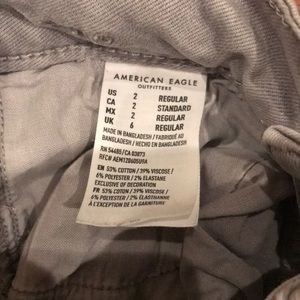 AMERICAN EAGLE
OUTFITTERS
US 2 REGULAR
CA 2 STANDARD
MX 2 REGULAR
UK 6 REGULAR
MADE IN BANGLADESH / FABRIQUÉ AU
BANGLADESH / HECHO EN BANGLADESH
RN 54485/CA 03873
EN 53% COTTON / 39% VISCOSE /
6% POLYESTER / 2% ELASTANE
EXCLUSIVE OF DECORATION
FR 53% COTON / 39% VISCOSE /
6% POLYESTER / 2% ÉLASTHANNE
À L'EXCEPTION DE LA GARNITURE